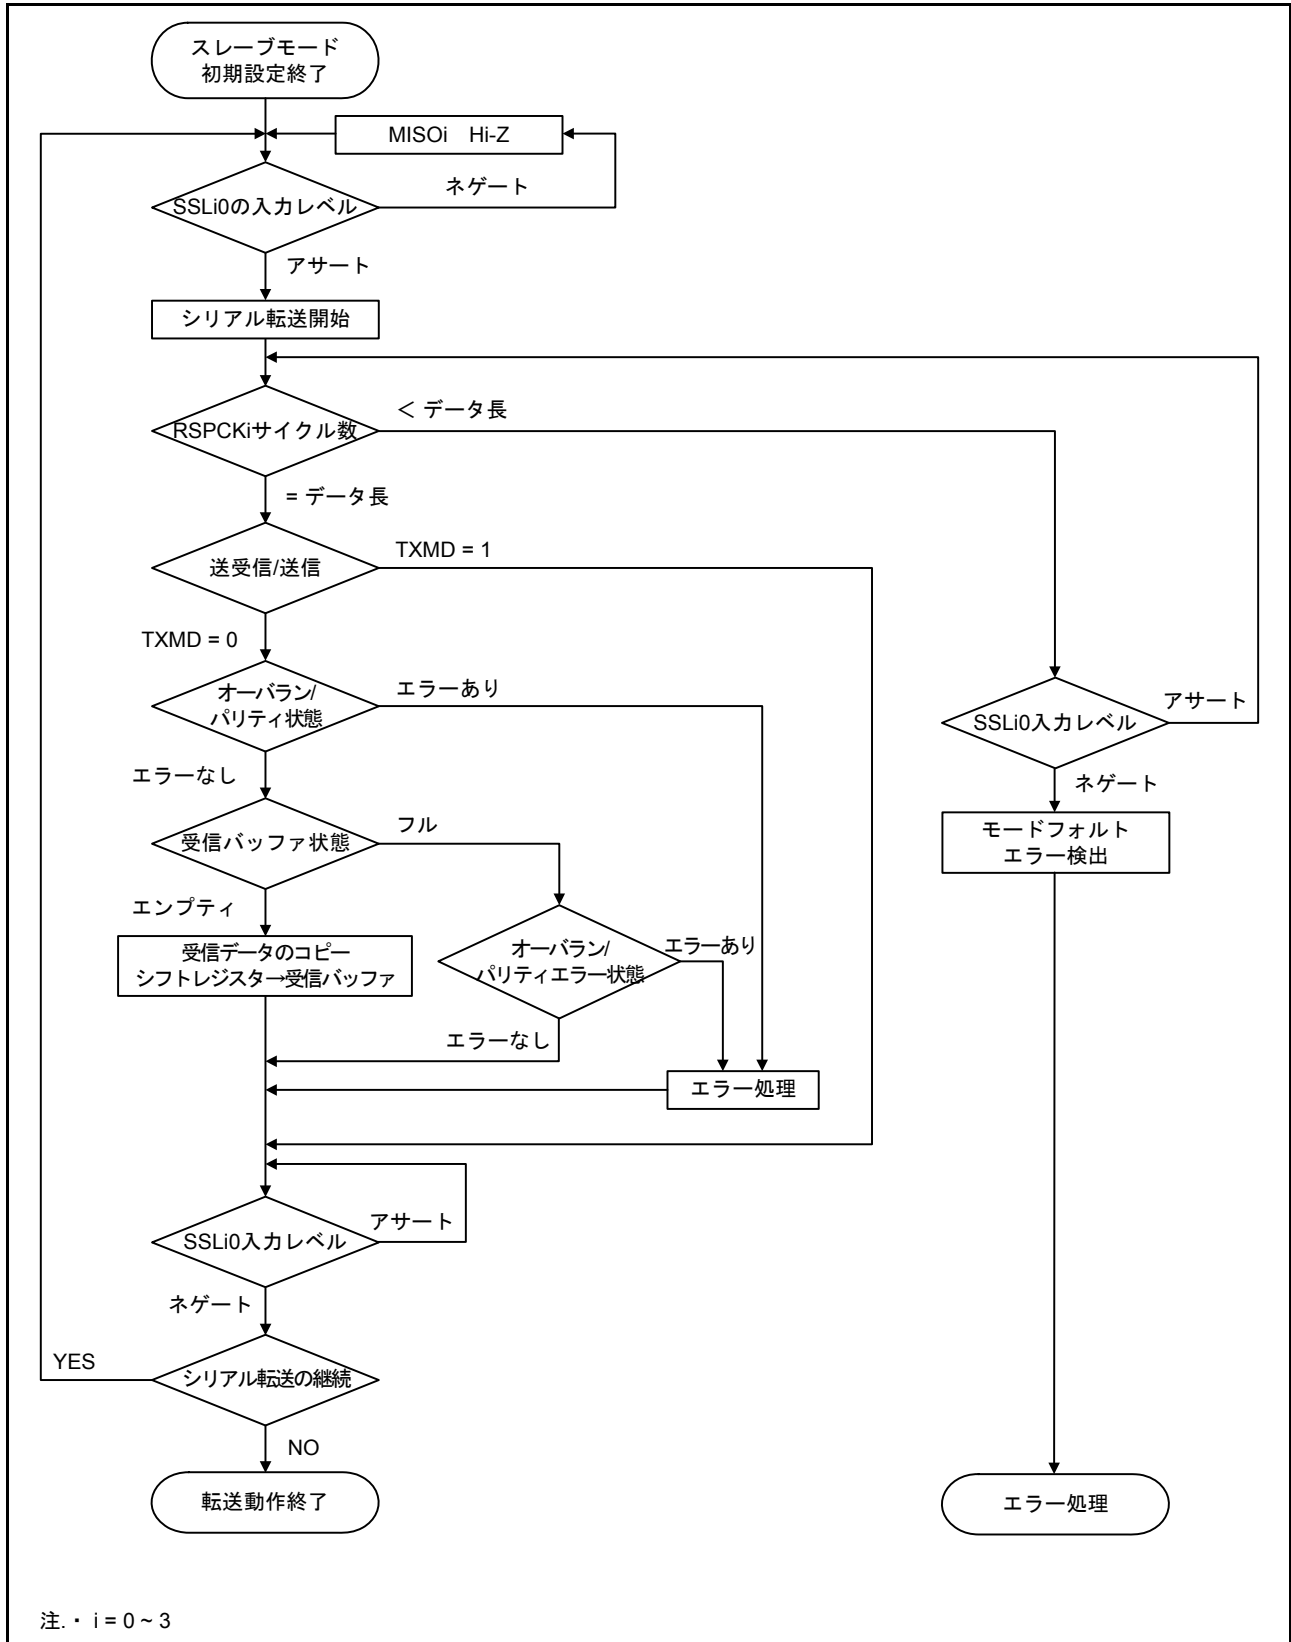 スレーブモード
初期設定終了
MISOi Hi-Z
ネゲート
SSLi0の入力レベル
アサート
シリアル転送開始
< データ長
RSPCKiサイクル数
= データ長
送受信/送信
TXMD = 1
TXMD = 0
オーバラン/
パリティ状態
エラーあり
エラーなし
受信バッファ状態
フル
エンプティ
受信データのコピー
シフトレジスタ→受信バッファ
オーバラン/
パリティエラー状態
エラーあり
エラーなし
エラー処理
SSLi0入力レベル
アサート
ネゲート
モードフォルト
エラー検出
SSLi0入力レベル
アサート
ネゲート
YES
シリアル転送の継続
NO
転送動作終了
エラー処理
注.・ i = 0 ~ 3